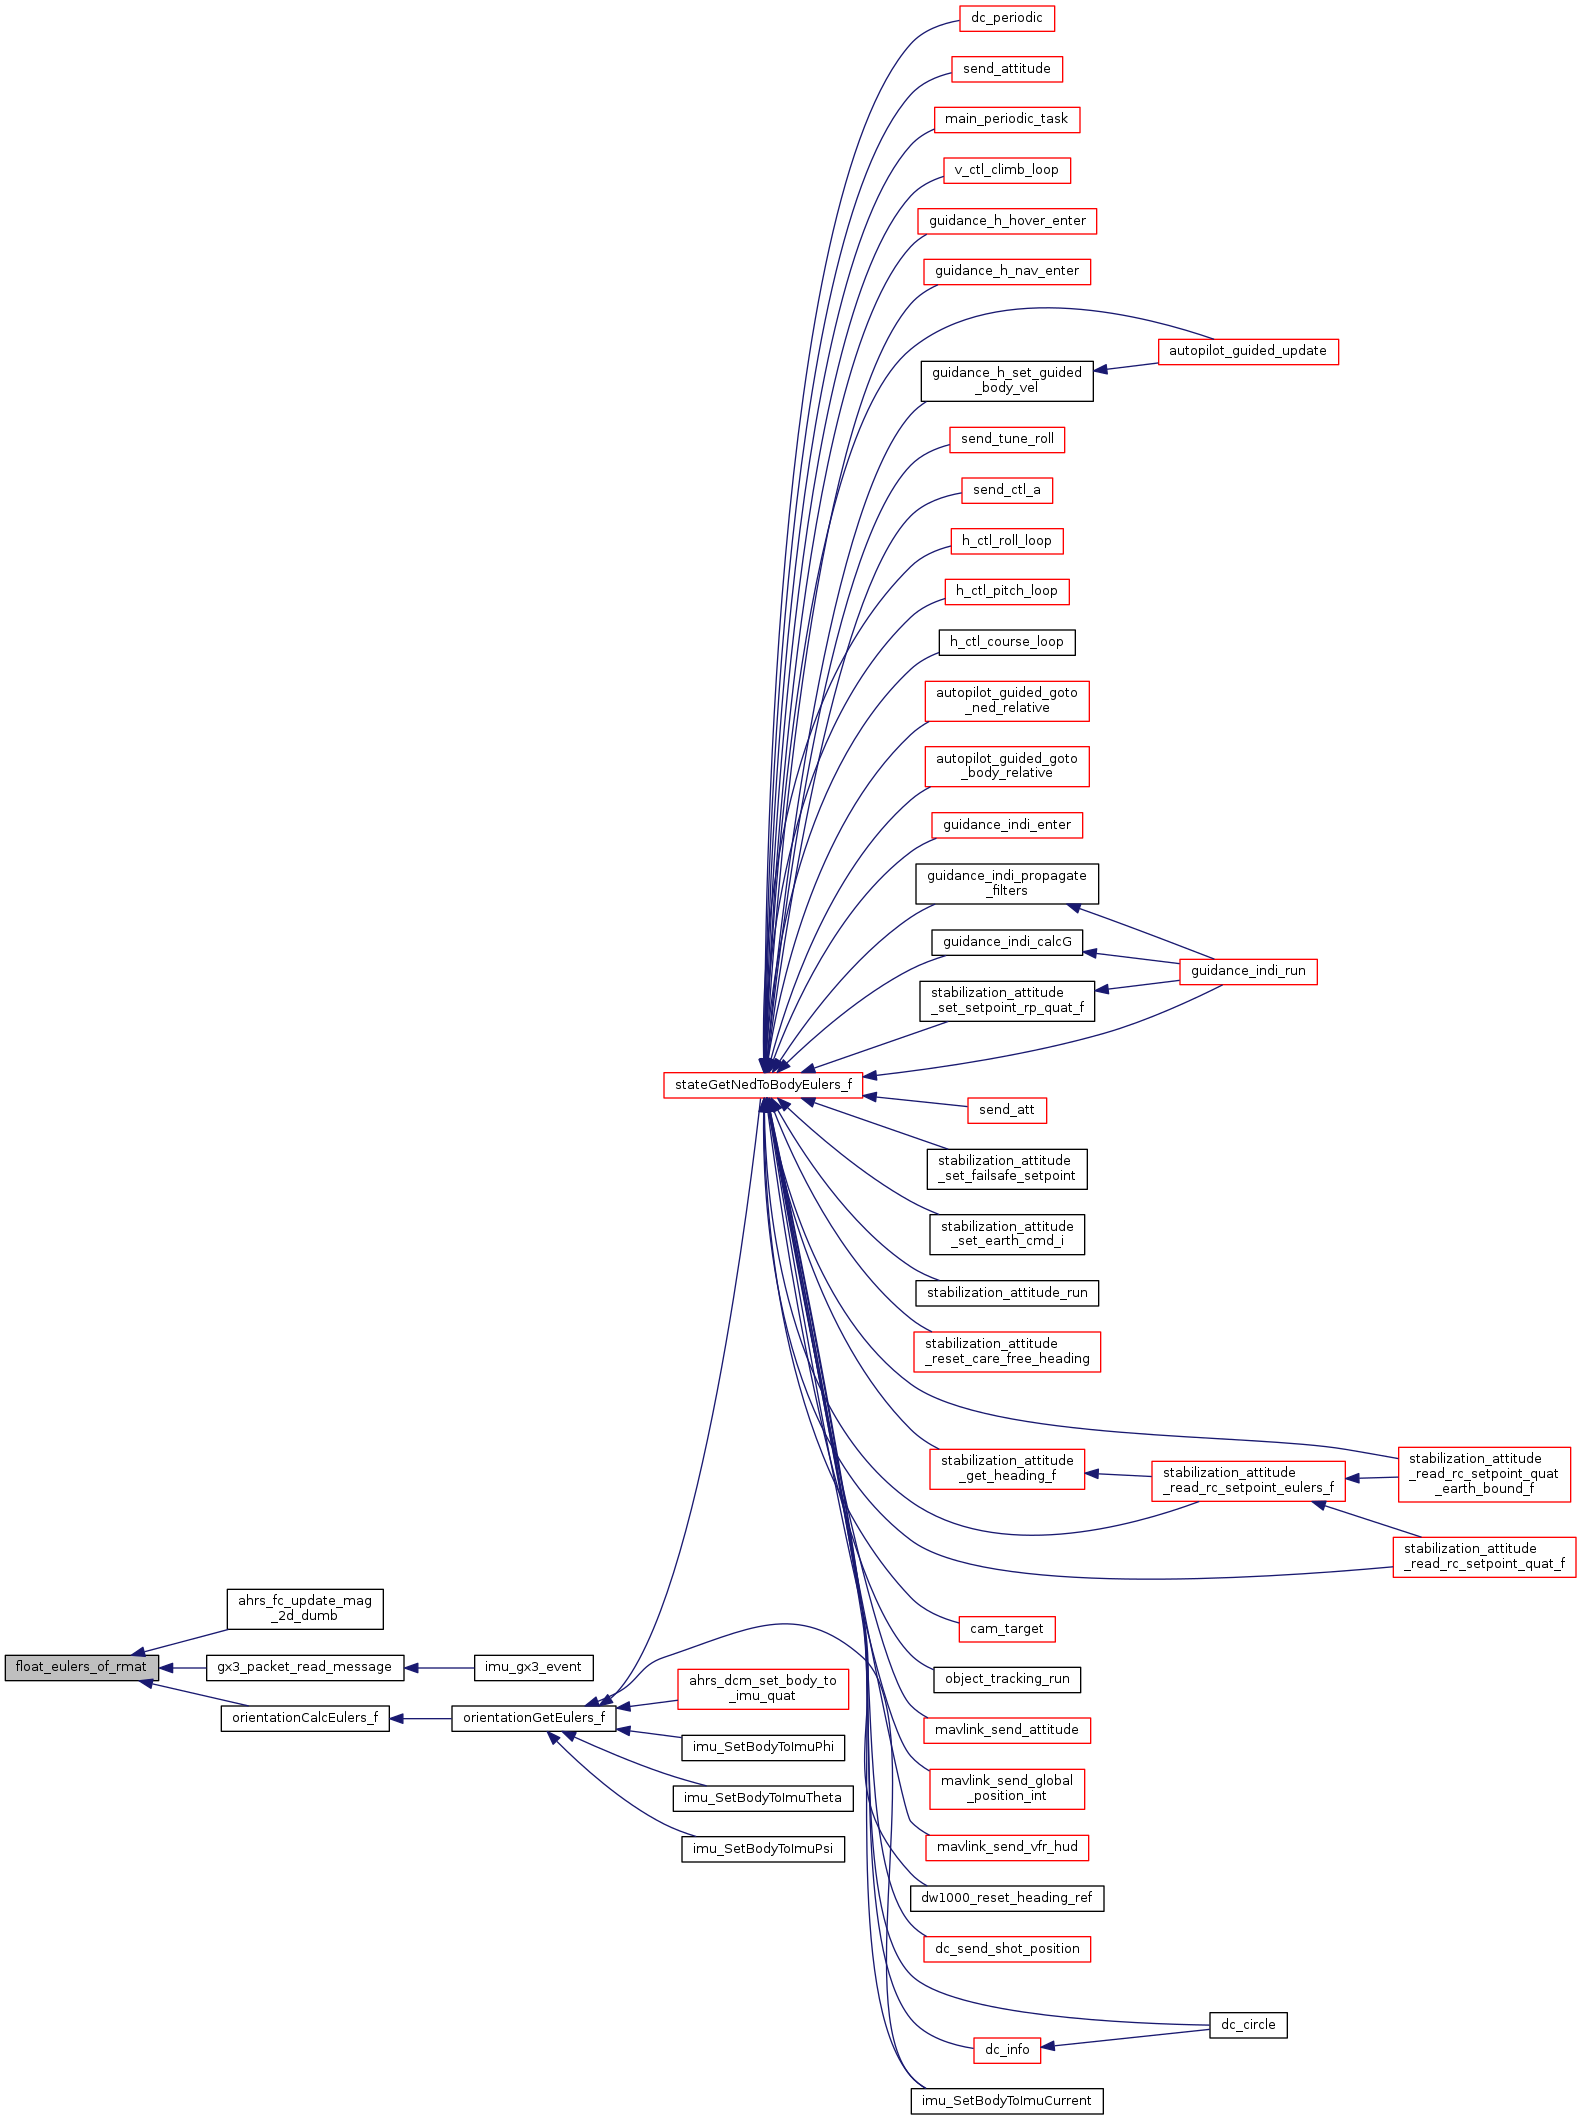 dc_periodic
send_attitude
main_periodic_task
v_ctl_climb_loop
guidance_h_hover_enter
guidance_h_nav_enter
autopilot_guided_update
guidance_h_set_guided
_body_vel
send_tune_roll
send_ctl_a
h_ctl_roll_loop
h_ctl_pitch_loop
h_ctl_course_loop
autopilot_guided_goto
_ned_relative
autopilot_guided_goto
_body_relative
guidance_indi_enter
guidance_indi_propagate
_filters
guidance_indi_calcG
guidance_indi_run
stabilization_attitude
_set_setpoint_rp_quat_f
stateGetNedToBodyEulers_f
send_att
stabilization_attitude
_set_failsafe_setpoint
stabilization_attitude
_set_earth_cmd_i
stabilization_attitude_run
stabilization_attitude
_reset_care_free_heading
stabilization_attitude
_get_heading_f
stabilization_attitude
_read_rc_setpoint_eulers_f
stabilization_attitude
_read_rc_setpoint_quat
_earth_bound_f
stabilization_attitude
_read_rc_setpoint_quat_f
ahrs_fc_update_mag
_2d_dumb
float_eulers_of_rmat
gx3_packet_read_message
imu_gx3_event
orientationCalcEulers_f
orientationGetEulers_f
ahrs_dcm_set_body_to
_imu_quat
imu_SetBodyToImuPhi
imu_SetBodyToImuTheta
imu_SetBodyToImuPsi
cam_target
object_tracking_run
mavlink_send_attitude
mavlink_send_global
_position_int
mavlink_send_vfr_hud
dw1000_reset_heading_ref
dc_send_shot_position
dc_circle
dc_info
imu_SetBodyToImuCurrent